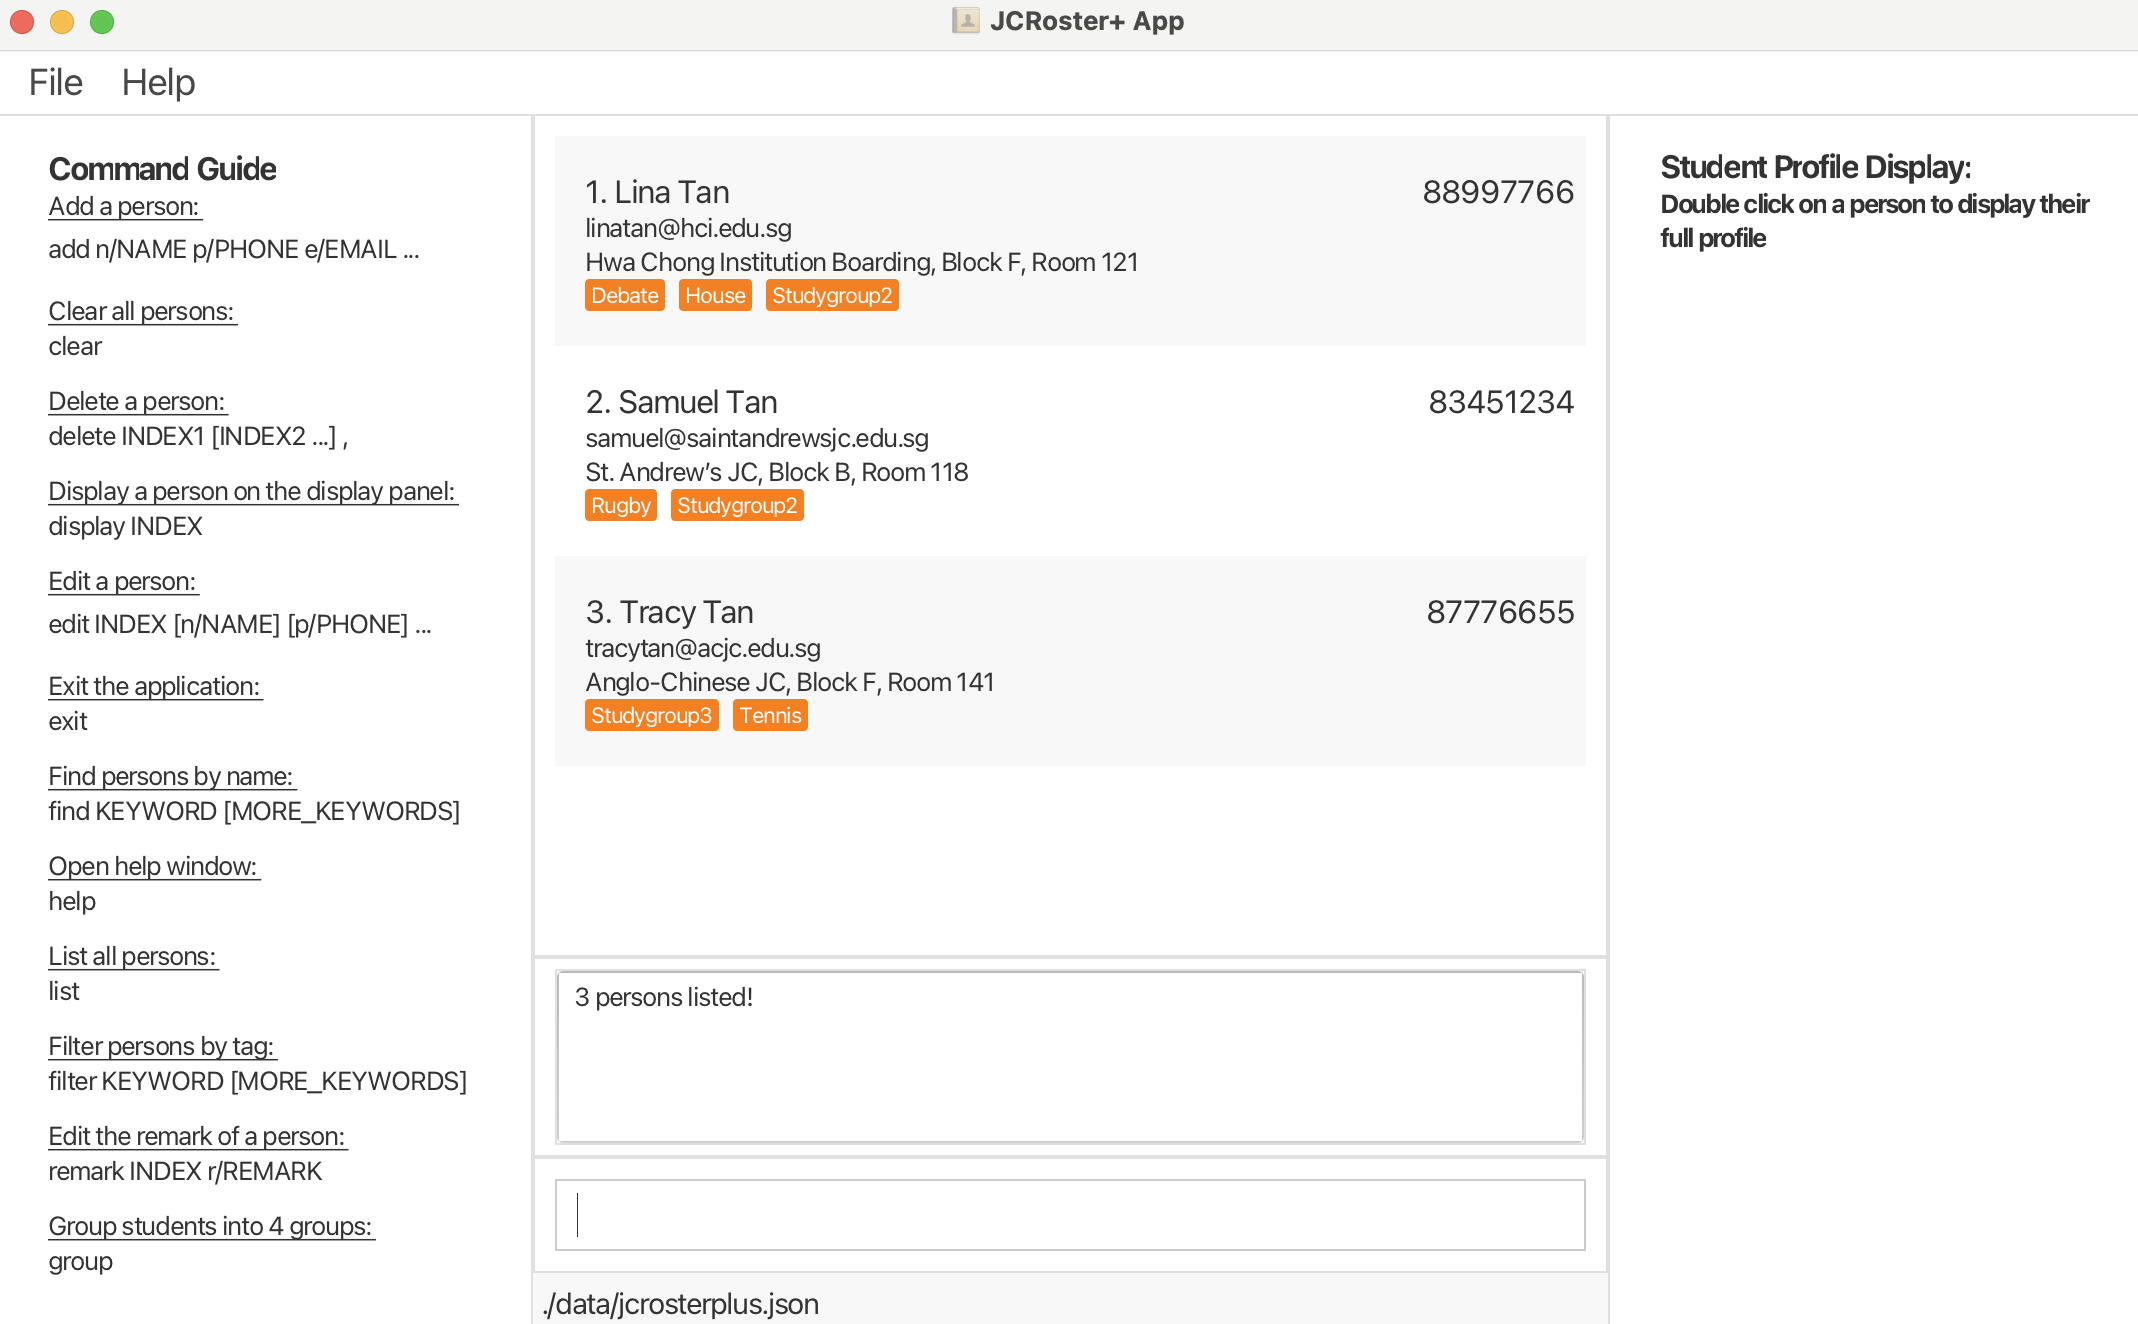 JCRoster+ App
File Help
Command Guide
Add a person:
add n/NAME p/PHONE e/EMAIL ...
Clear all persons:
clear
Delete a person:
delete INDEX1 [INDEX2 ...] ,
Display a person on the display panel:
display INDEX
Edit a person:
edit INDEX [n/NAME] [p/PHONE] ...
Exit the application:
exit
Find persons by name:
find KEYWORD [MORE_KEYWORDS]
Open help window:
help
List all persons:
list
Filter persons by tag:
filter KEYWORD [MORE_KEYWORDS]
Edit the remark of a person:
remark INDEX r/REMARK
Group students into 4 groups:
group
1. Lina Tan 88997766
linatan@hci.edu.sg
Hwa Chong Institution Boarding, Block F, Room 121
Debate House Studygroup2
2. Samuel Tan 83451234
samuel@saintandrewsjc.edu.sg
St. Andrew’s JC, Block B, Room 118
Rugby Studygroup2
3. Tracy Tan 87776655
tracytan@acjc.edu.sg
Anglo-Chinese JC, Block F, Room 141
Studygroup3 Tennis
3 persons listed!
./data/jcrosterplus.json
Student Profile Display:
Double click on a person to display their
full profile